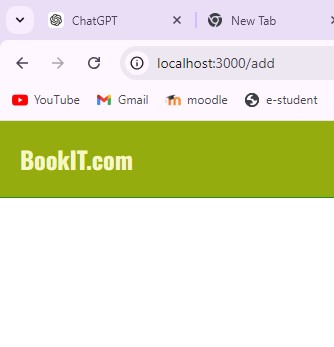 ChatGPT
New Tab
localhost:3000/add
YouTube
Gmail
moodle
e-student
BookIT.com